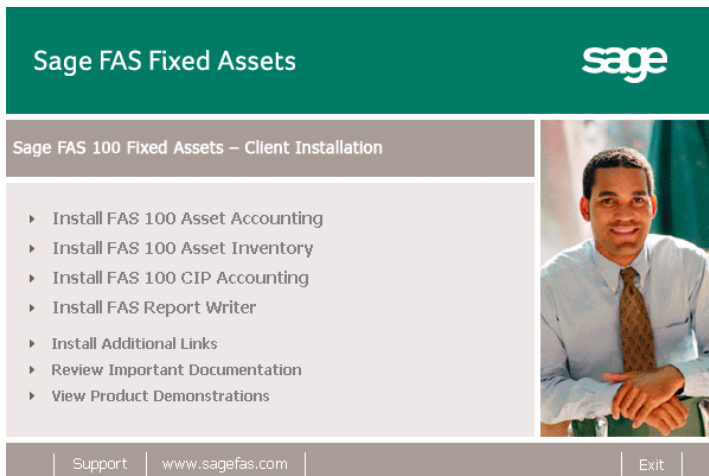 Sage FAS Fixed Assets
sage
Sage FAS 100 Fixed Assets – Client Installation
Install FAS 100 Asset Accounting
Install FAS 100 Asset Inventory
Install FAS 100 CIP Accounting
Install FAS Report Writer
Install Additional Links
Review Important Documentation
View Product Demonstrations
Support
www.sagefas.com
Exit